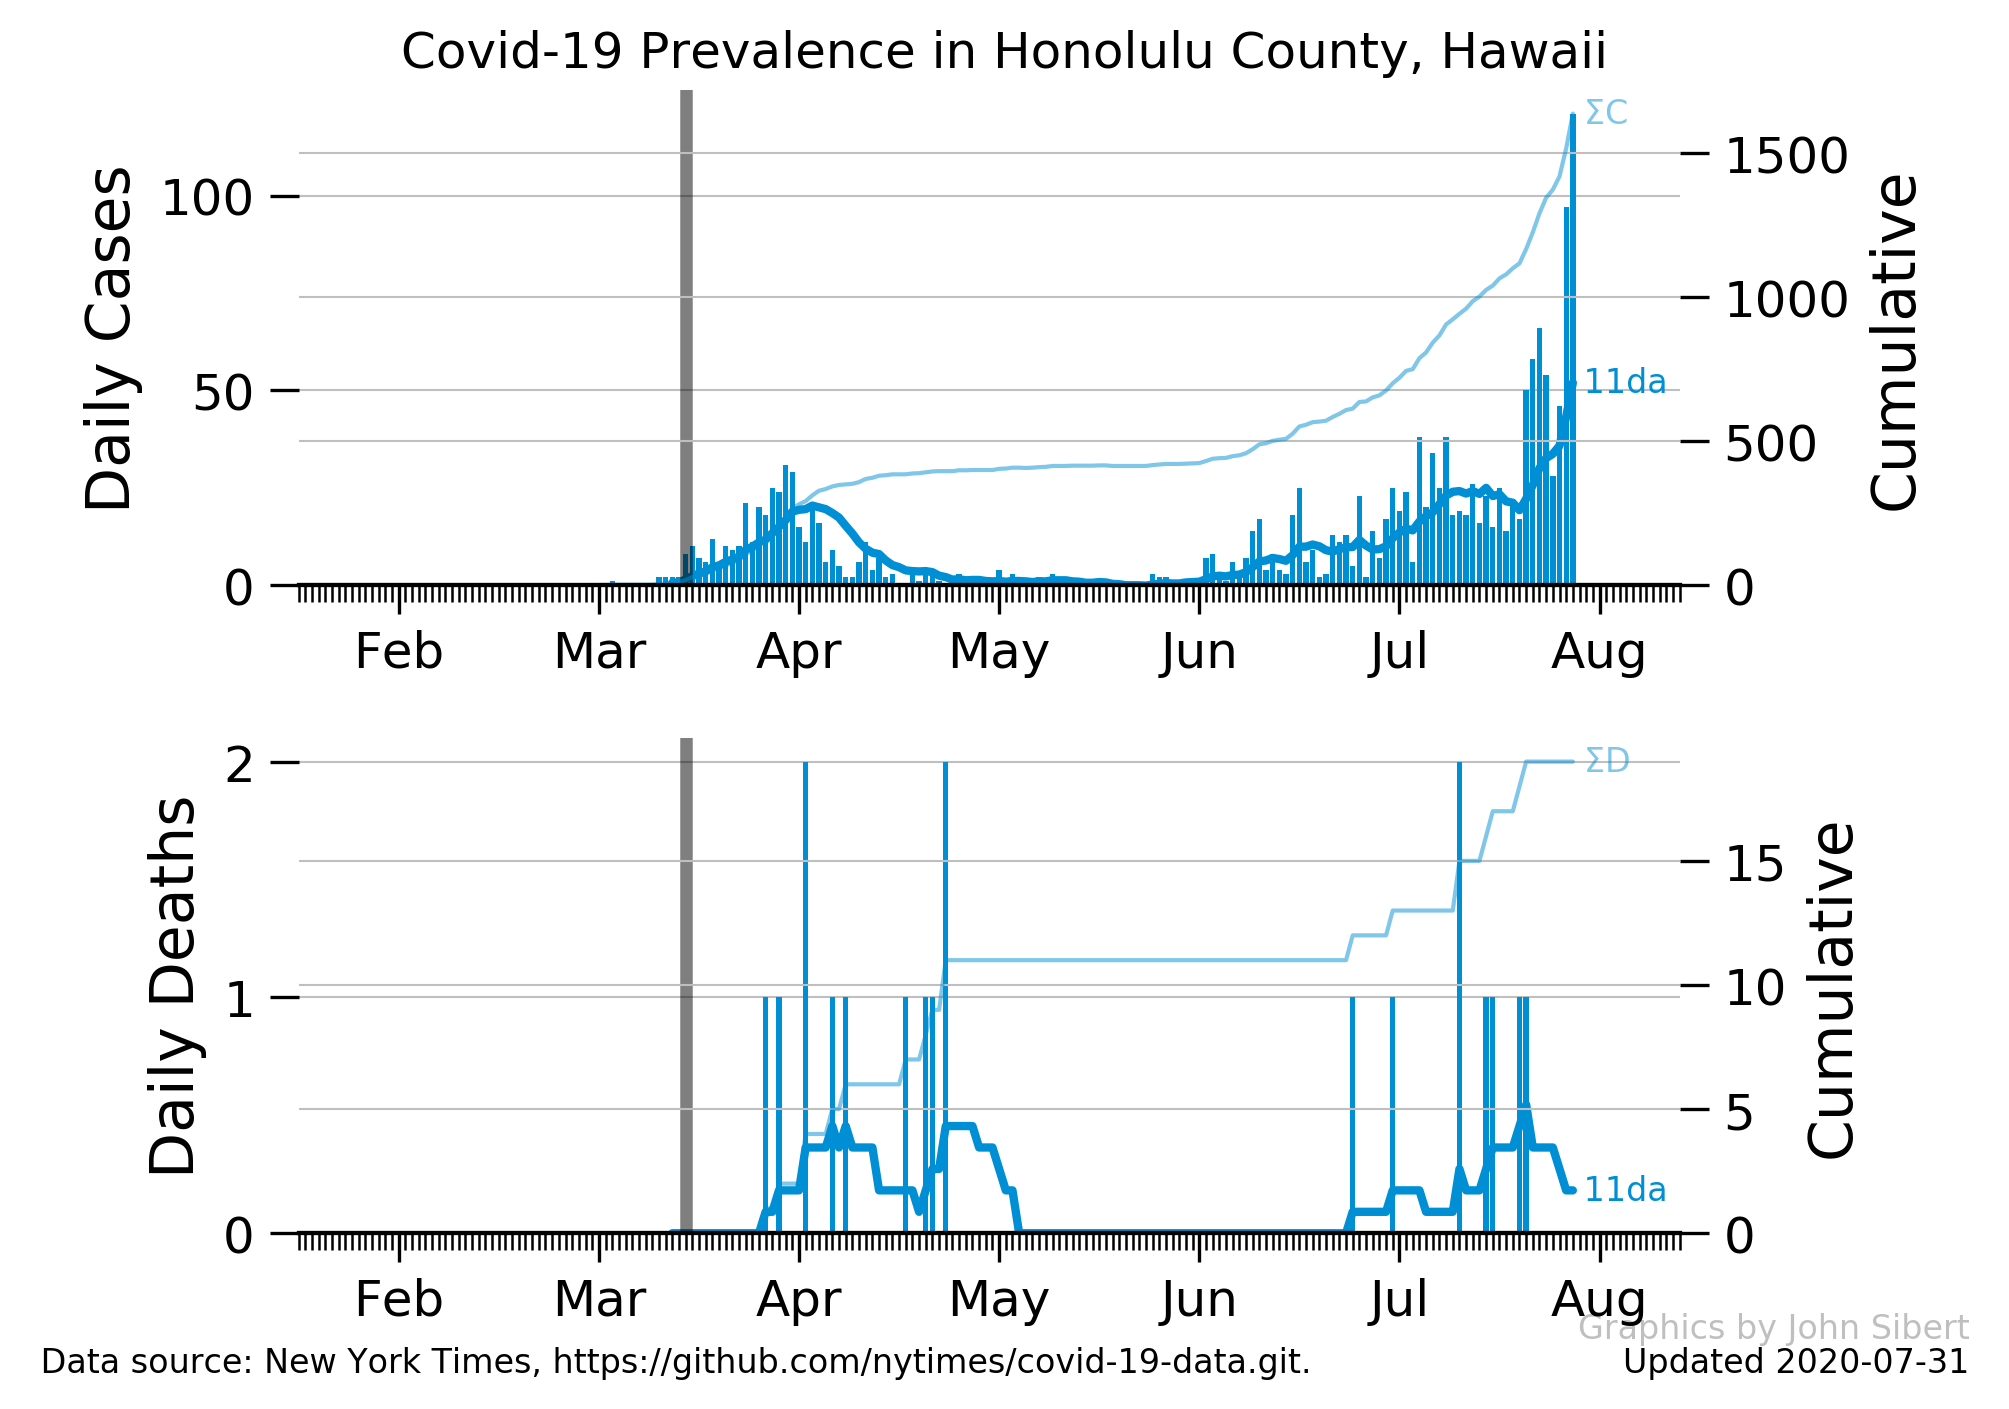 Covid-19 Prevalence in Honolulu County, Hawaii
Daily Cases
100
50
0
ΣC
11da
1500
1000
500
0
Cumulative
Feb Mar Apr May Jun Jul Aug
Daily Deaths
2
1
0
ΣD
11da
15
10
5
0
Cumulative
Feb Mar Apr May Jun Jul Aug
Graphics by John Sibert
Data source: New York Times, https://github.com/nytimes/covid-19-data.git.
Updated 2020-07-31